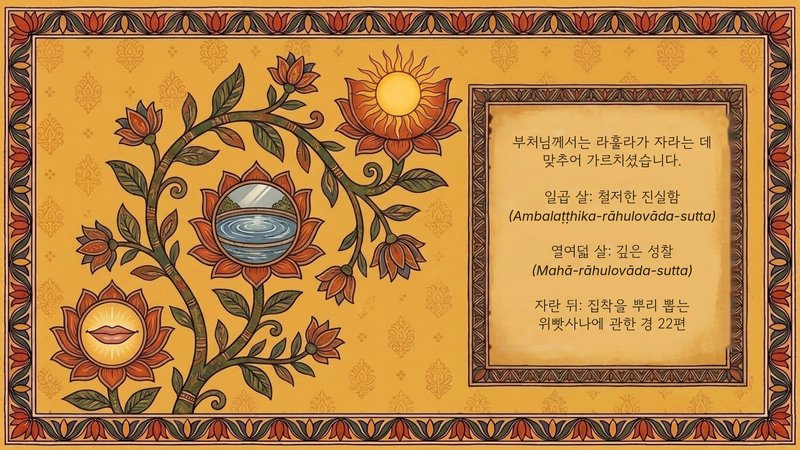 부처님께서는 라훌라가 자라는 데
맞추어 가르치셨습니다.
일곱 살: 철저한 진실함
(Ambalaṭṭhika-rāhulovāda-sutta)
열여덟 살: 깊은 성찰
(Mahā-rāhulovāda-sutta)
자란 뒤: 집착을 뿌리 뽑는
위빳사나에 관한 경 22편